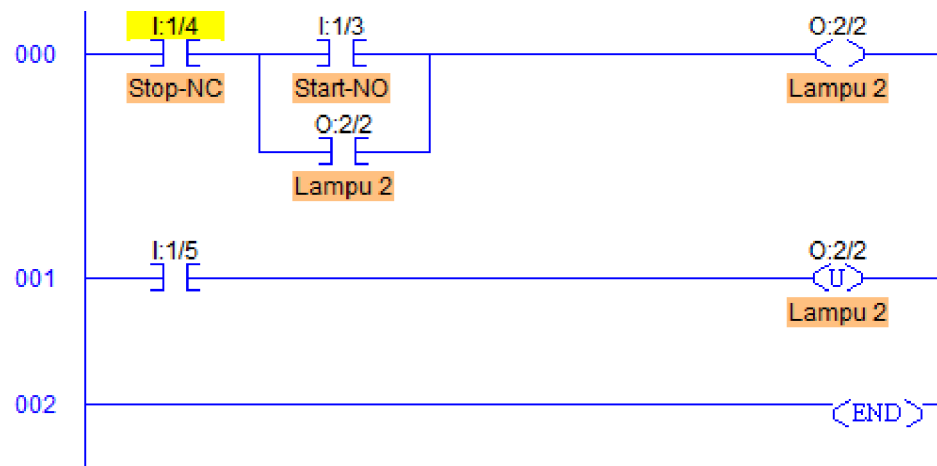 I:1/4 I:1/3 O:2/2
000
Stop-NC Start-NO Lampu 2
O:2/2
Lampu 2
I:1/5 O:2/2
001 U
Lampu 2
002 END